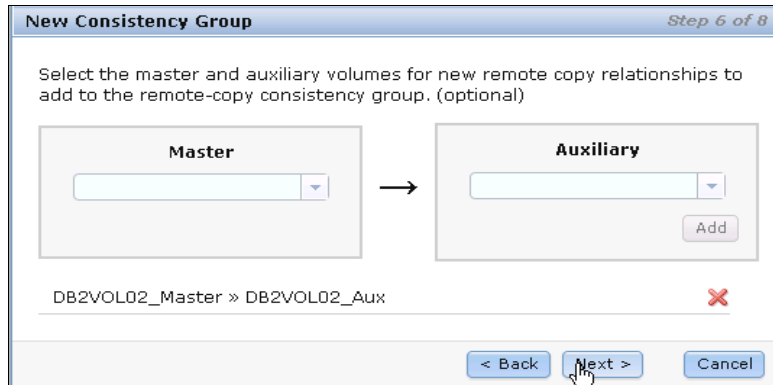 New Consistency Group Step 6 of 8
Select the master and auxiliary volumes for new remote copy relationships to
add to the remote-copy consistency group. (optional)
Master
Auxiliary
Add
DB2VOL02_Master » DB2VOL02_Aux
< Back Next > Cancel